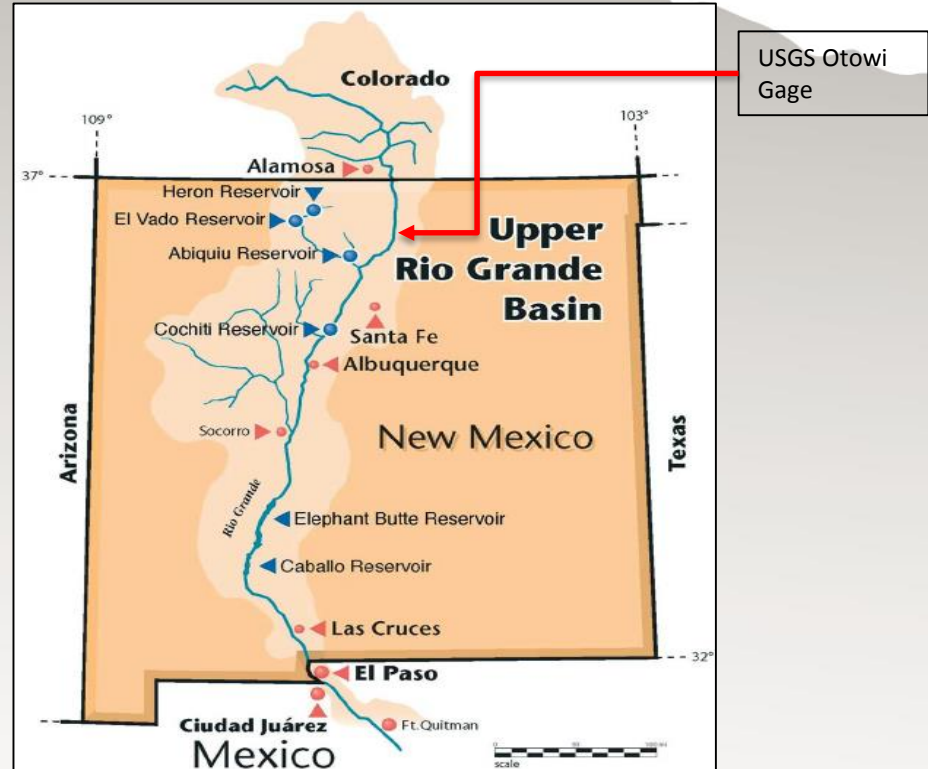 USGS Otowi
Gage
Colorado
109°
103°
37°
Alamosa
Heron Reservoir
El Vado Reservoir
Abiquiu Reservoir
Upper
Rio Grande
Basin
Cochiti Reservoir
Santa Fe
Albuquerque
Socorro
New Mexico
Arizona
Texas
Rio Grande
Elephant Butte Reservoir
Caballo Reservoir
Las Cruces
32°
El Paso
Ciudad Juárez
Ft. Quitman
Mexico
0
scale